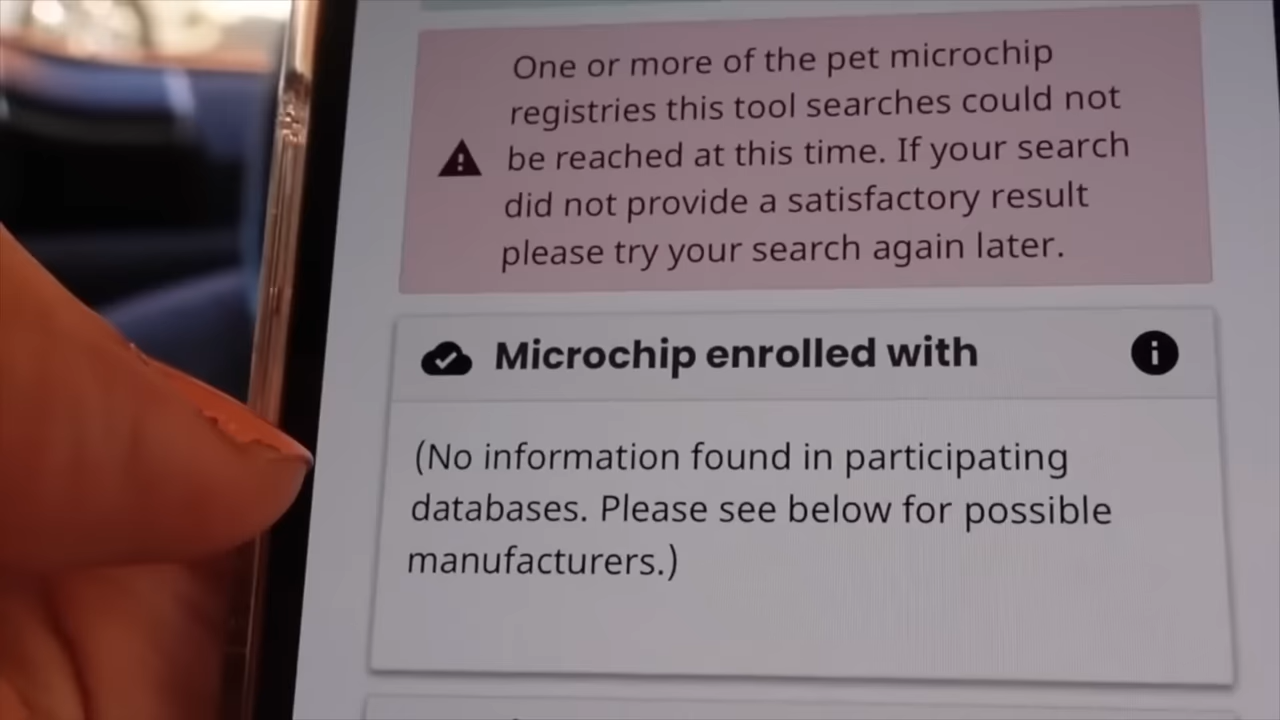 One or more of the pet microchip
registries this tool searches could not
be reached at this time. If your search
did not provide a satisfactory result
please try your search again later.
Microchip enrolled with
(No information found in participating
databases. Please see below for possible
manufacturers.)